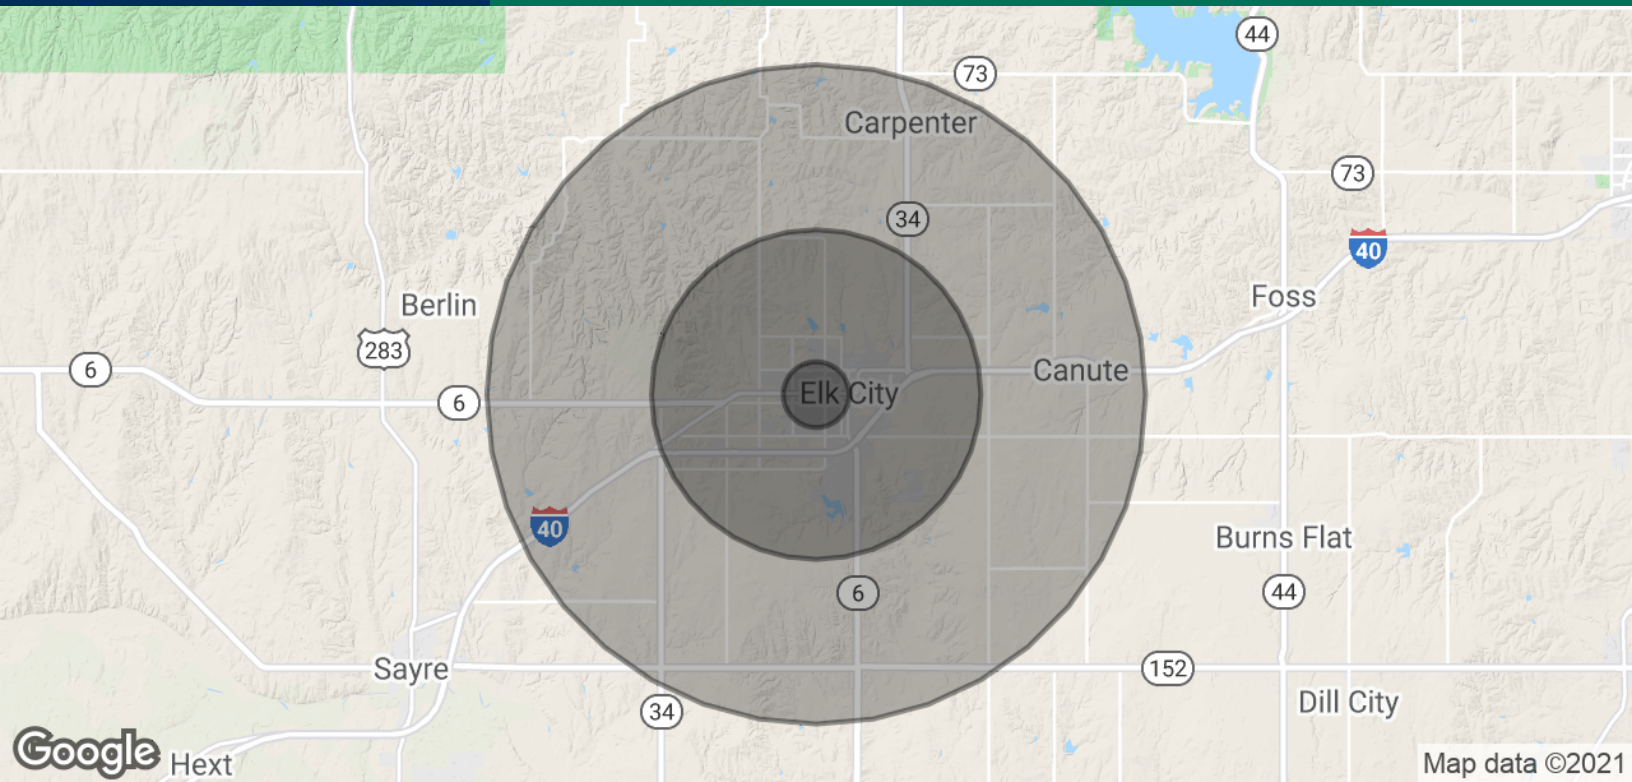 44
73
Carpenter
73
34
40
Foss
Berlin
283
6
Canute
6
Elk City
40
Burns Flat
6
44
Sayre
152
34
Dill City
Google
Hext
Map data ©2021